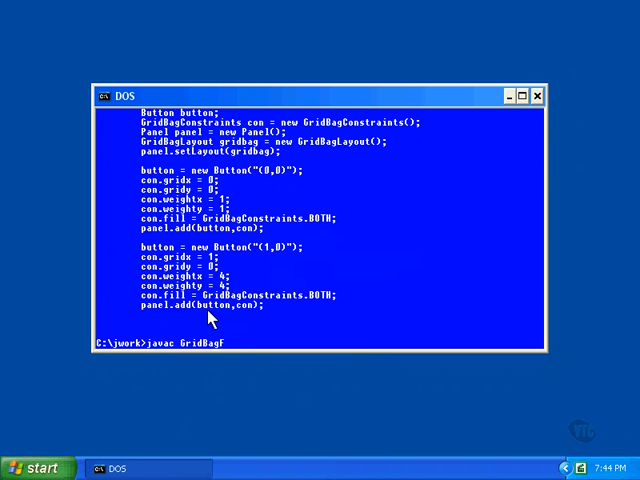 DOS
Button button;
GridBagConstraints con = new GridBagConstraints();
Panel panel = new Panel();
GridBagLayout gridbag = new GridBagLayout();
panel.setLayout(gridbag);
button = new Button("(0,0)");
con.gridx = 0;
con.gridy = 0;
con.weightx = 1;
con.weighty = 1;
con.fill = GridBagConstraints.BOTH;
panel.add(button,con);
button = new Button("(1,0)");
con.gridx = 1;
con.gridy = 0;
con.weightx = 4;
con.weighty = 4;
con.fill = GridBagConstraints.BOTH;
panel.add(button,con);
C:\jwork>javac GridBagF
VTC
start
DOS
7:44 PM